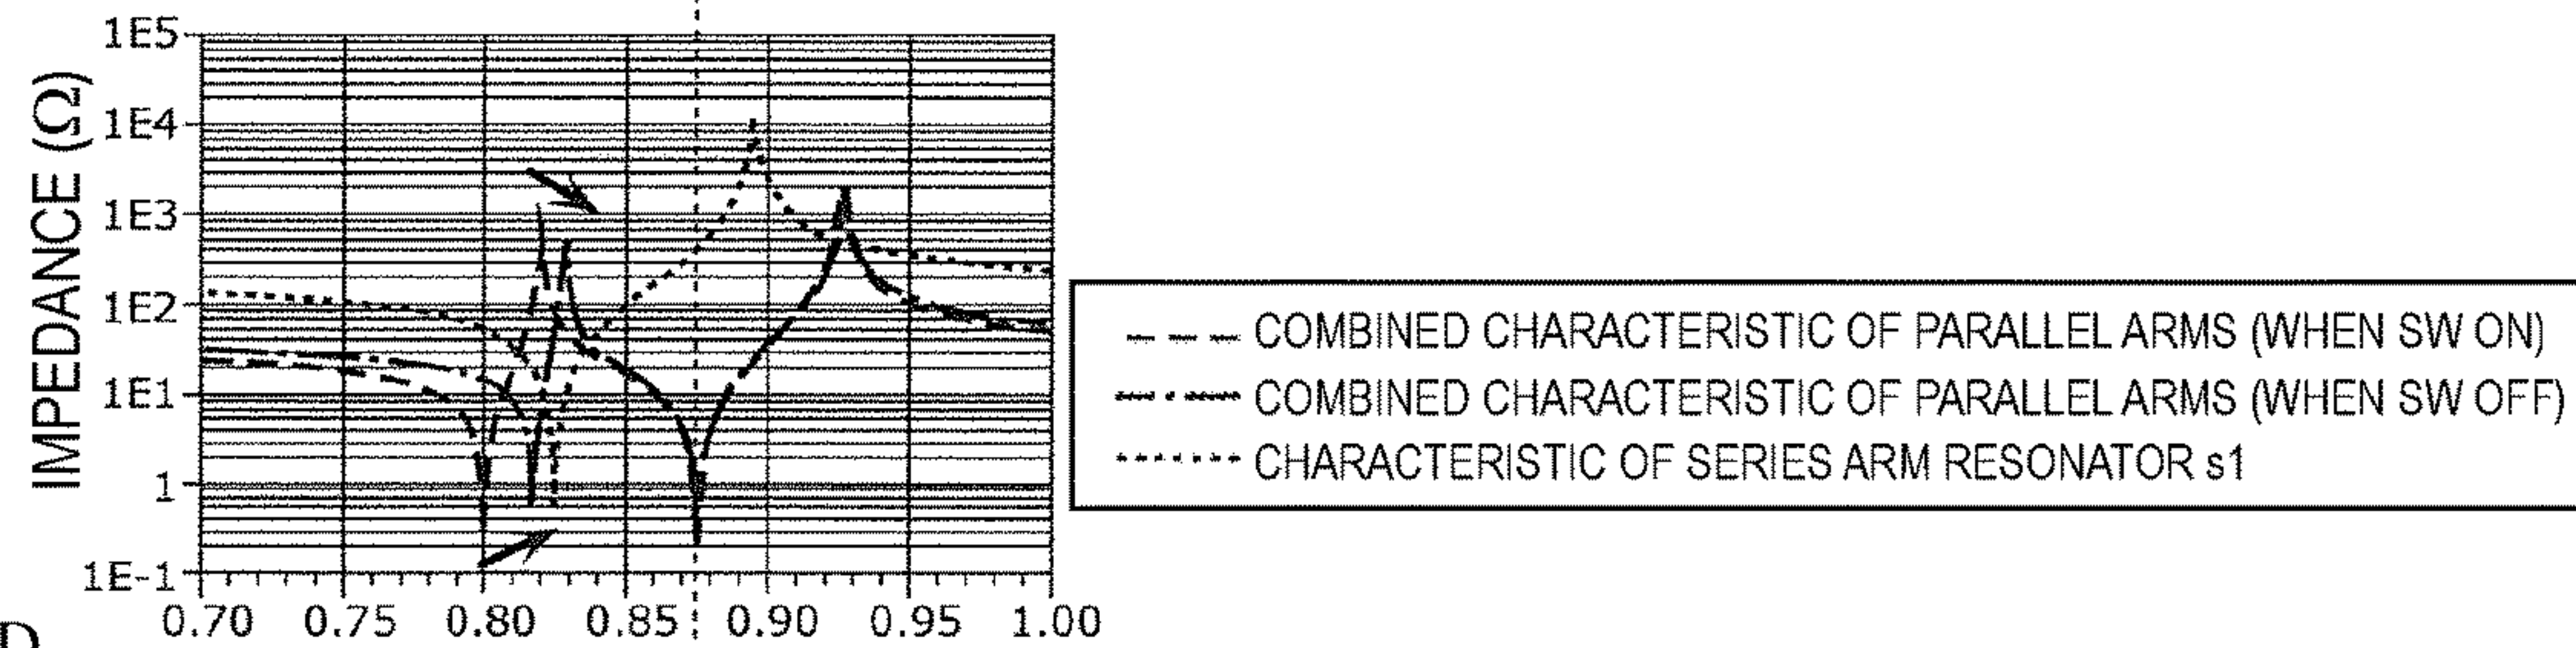 1E5
1E4
1E3
1E2
1E1
1
1E-1
IMPEDANCE (Ω)
0.70 0.75 0.80 0.85 0.90 0.95 1.00
COMBINED CHARACTERISTIC OF PARALLEL ARMS (WHEN SW ON)
COMBINED CHARACTERISTIC OF PARALLEL ARMS (WHEN SW OFF)
CHARACTERISTIC OF SERIES ARM RESONATOR s1